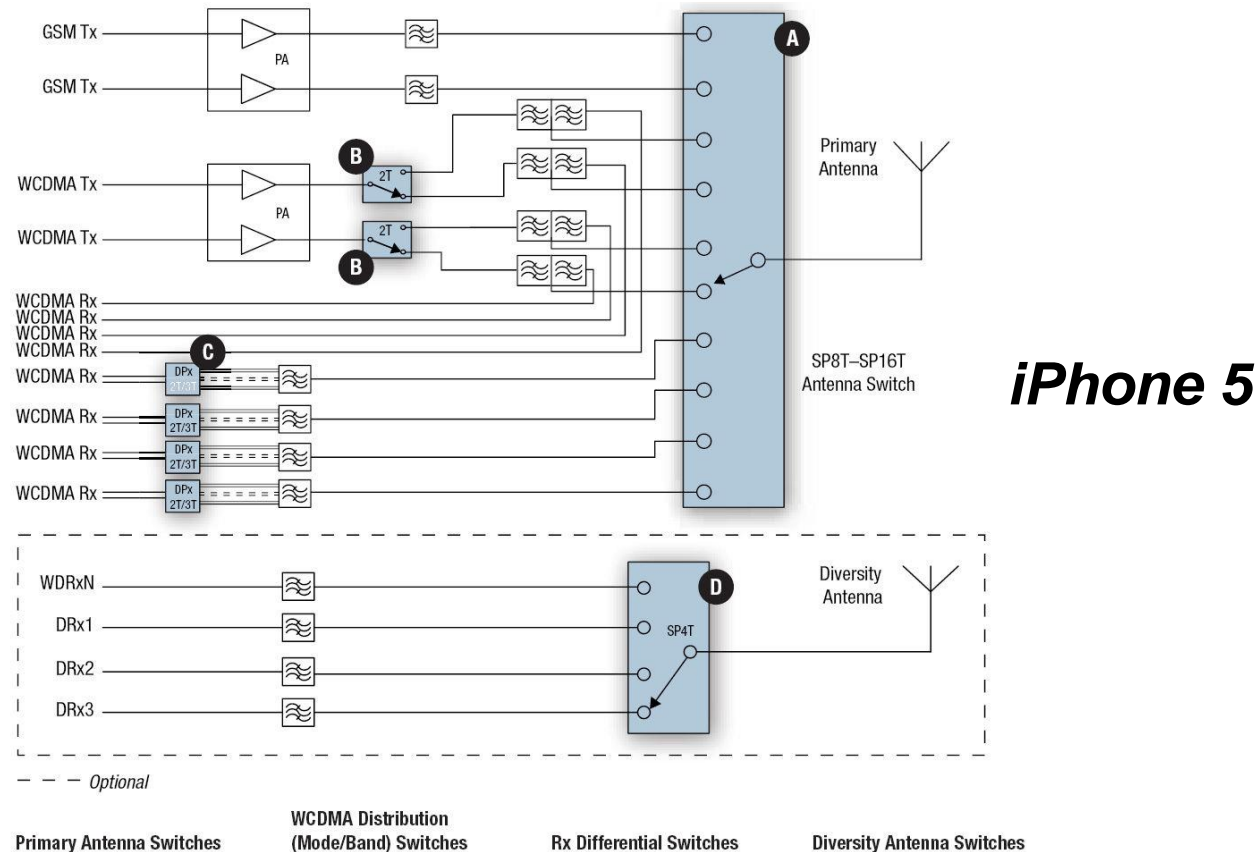 GSM Tx
PA
A
GSM Tx
Primary
Antenna
B
2T
WCDMA Tx
PA
WCDMA Tx
2T
B
WCDMA Rx
WCDMA Rx
WCDMA Rx
WCDMA Rx
C
WCDMA Rx
DPx
2T/3T
SP8T–SP16T
Antenna Switch
iPhone 5
WCDMA Rx
DPx
2T/3T
WCDMA Rx
DPx
2T/3T
WCDMA Rx
DPx
2T/3T
WDRxN
D
Diversity
Antenna
DRx1
SP4T
DRx2
DRx3
Optional
Primary Antenna Switches
WCDMA Distribution
(Mode/Band) Switches
Rx Differential Switches
Diversity Antenna Switches